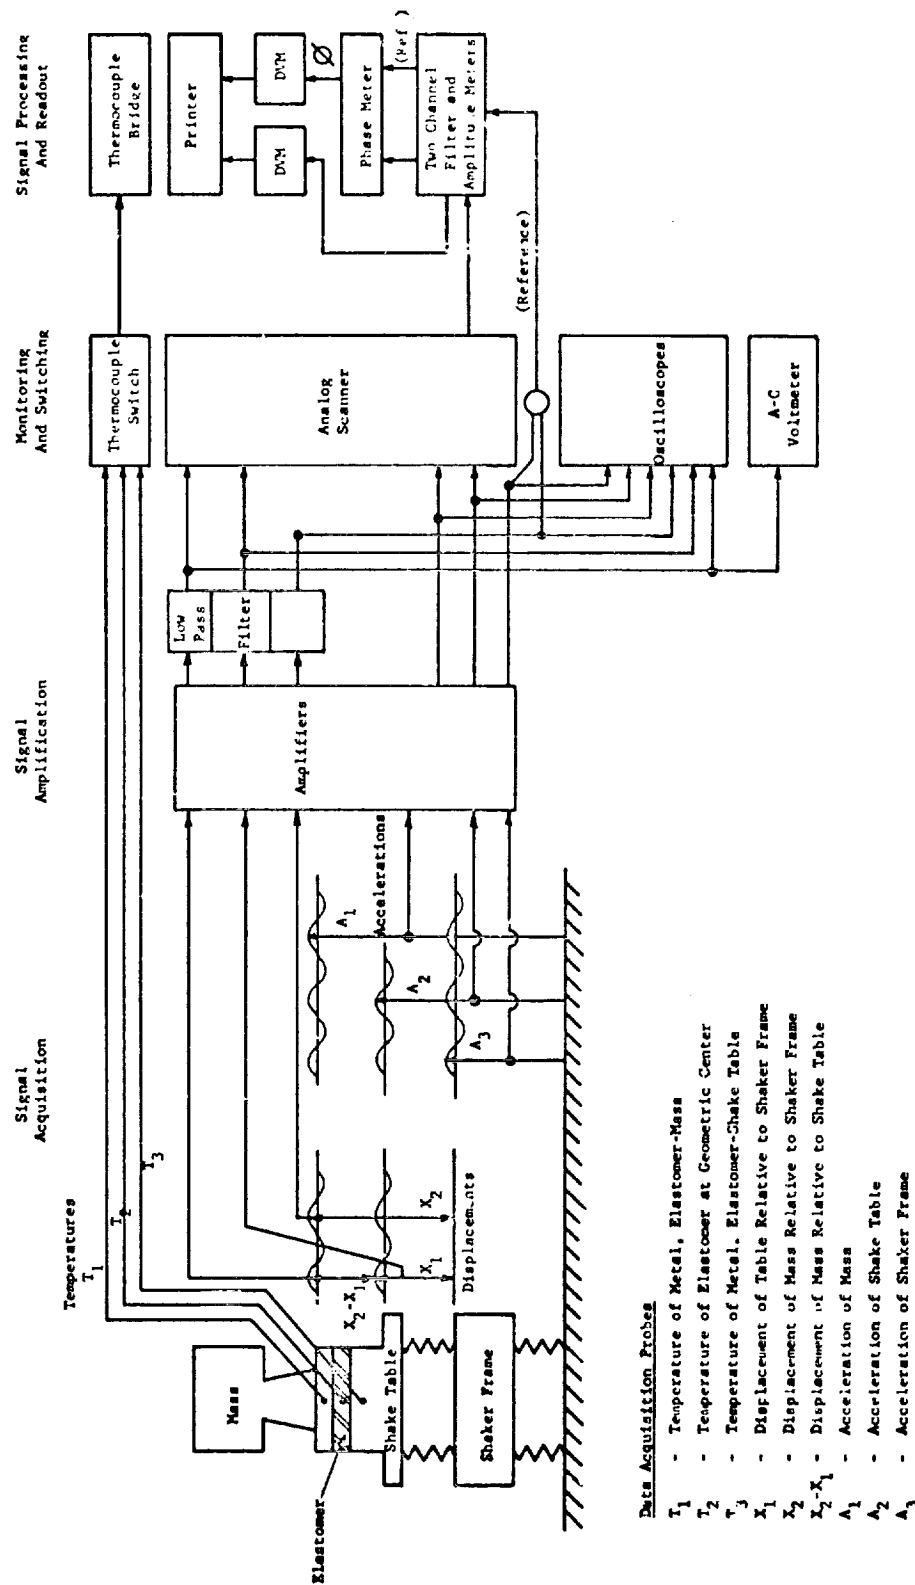 Signal
Acquisition
Signal
Amplification
Monitoring
And Switching
Signal Processing
And Readout
Temperatures
T1
T2
T3
Thermocouple
Switch
Thermocouple
Bridge
Mass
Elastomer
Shake Table
Shaker Frame
X2-X1
X1
X2
Displacements
A1
A2
A3
Accelerations
Amplifiers
Low
Pass
Filter
Analog
Scanner
Oscilloscopes
A-C
Voltmeter
(Reference)
Printer
DVM
DVM
Ø
Phase Meter
(Ref)
Two Channel
Filter and
Amplitude Meters
Data Acquisition Probes
T1 - Temperature of Metal, Elastomer-Mass
T2 - Temperature of Elastomer at Geometric Center
T3 - Temperature of Metal, Elastomer-Shake Table
X1 - Displacement of Table Relative to Shaker Frame
X2 - Displacement of Mass Relative to Shaker Frame
X2-X1 - Displacement of Mass Relative to Shake Table
A1 - Acceleration of Mass
A2 - Acceleration of Shake Table
A3 - Acceleration of Shaker Frame